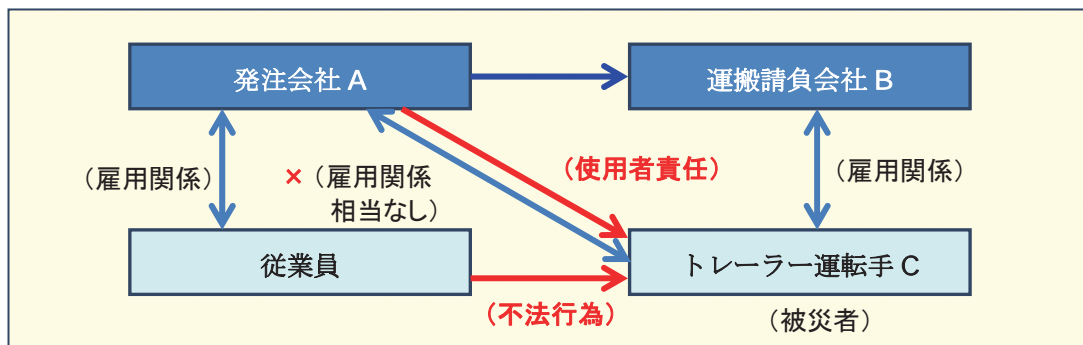 発注会社 A
運搬請負会社 B
（雇用関係）
×（雇用関係
相当なし）
（使用者責任）
（雇用関係）
従業員
トレーラー運転手 C
（不法行為）
（被災者）